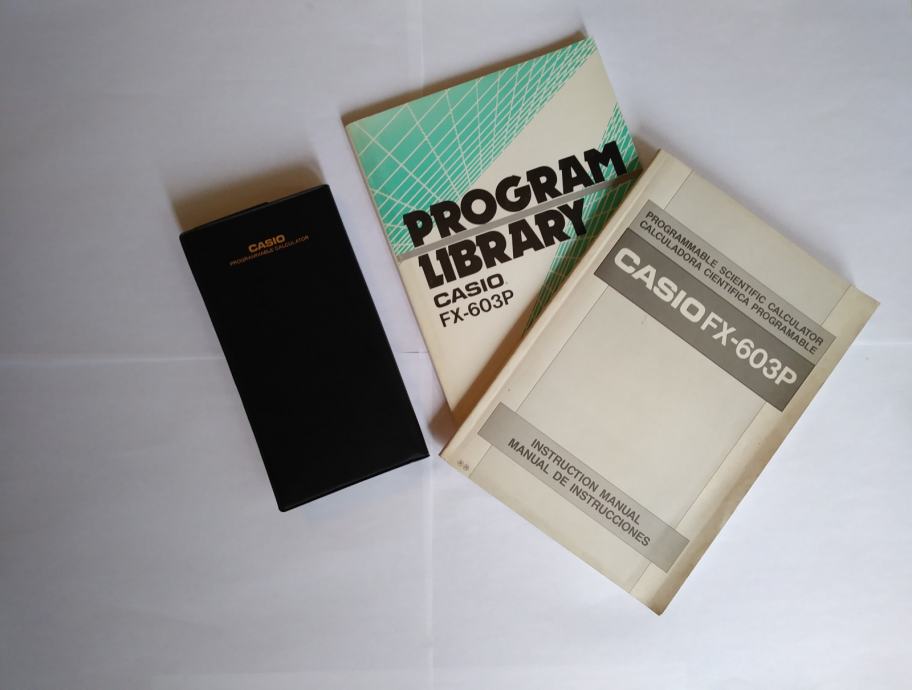 CASIO
PROGRAMMABLE CALCULATOR
PROGRAM
LIBRARY
CASIO
FX-603P
PROGRAMMABLE SCIENTIFIC CALCULATOR
CALCULADORA CIENTIFICA PROGRAMABLE
CASIO FX-603P
INSTRUCTION MANUAL
MANUAL DE INSTRUCCIONES